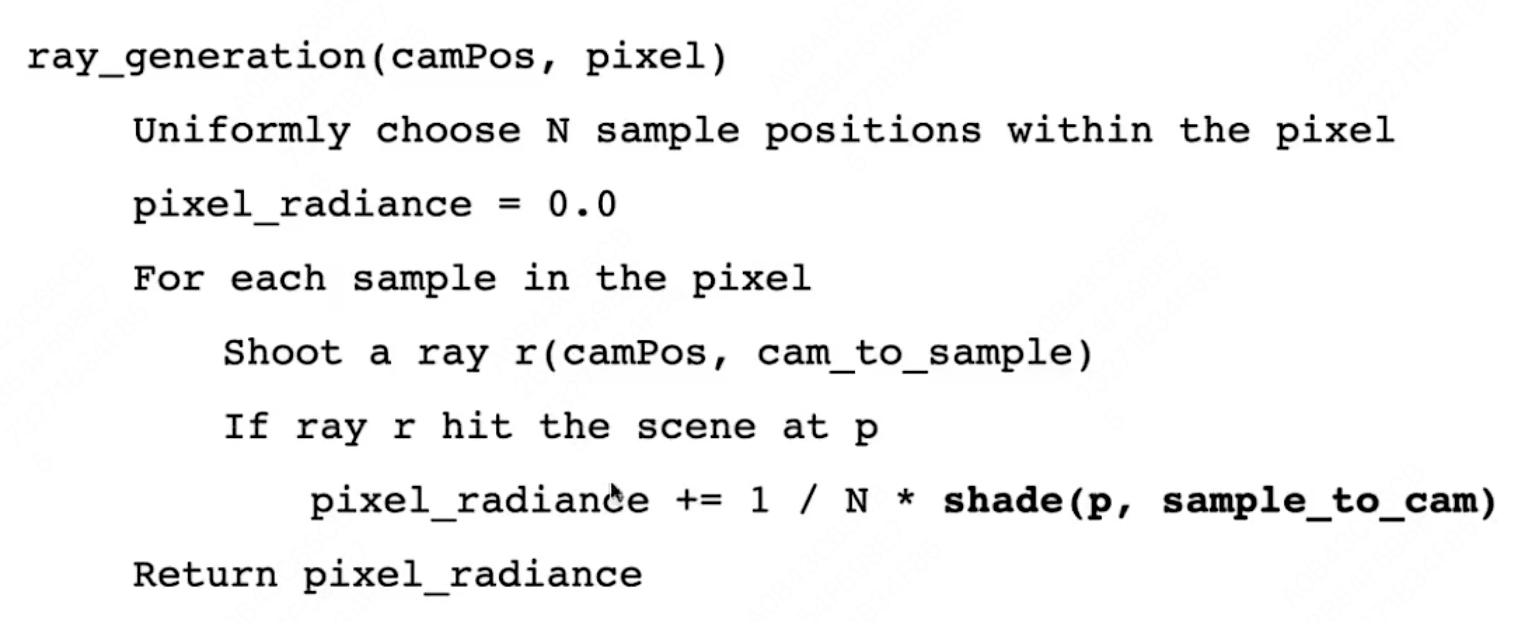 ray_generation(camPos, pixel)
Uniformly choose N sample positions within the pixel
pixel_radiance = 0.0
For each sample in the pixel
Shoot a ray r(camPos, cam_to_sample)
If ray r hit the scene at p
pixel_radiance += 1 / N * shade(p, sample_to_cam)
Return pixel_radiance